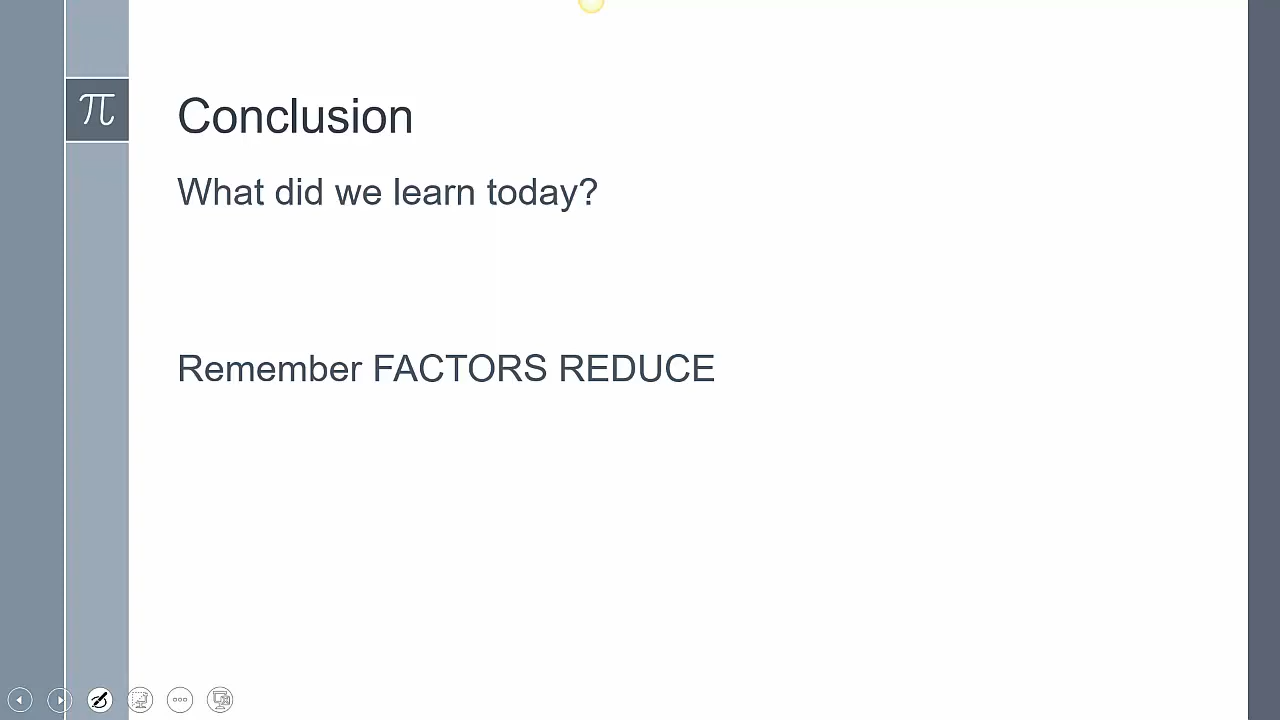 π
Conclusion
What did we learn today?
Remember FACTORS REDUCE